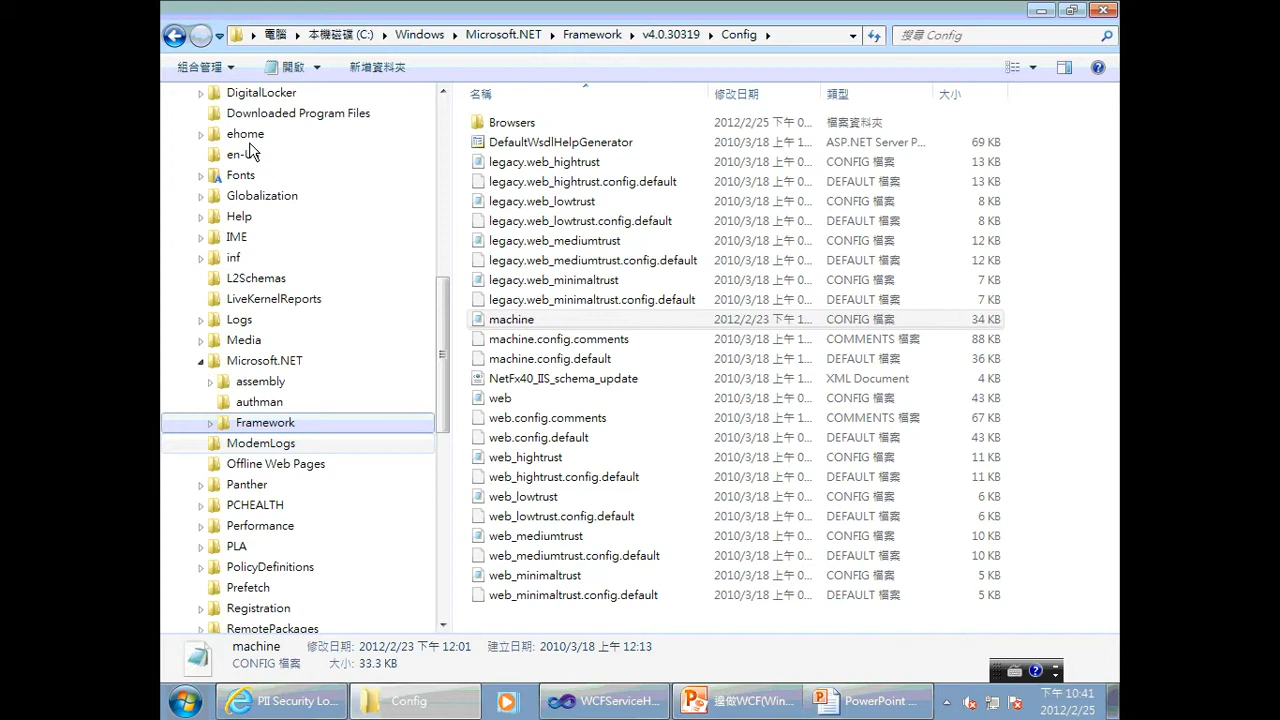 電腦 本機磁碟 (C:) Windows Microsoft.NET Framework v4.0.30319 Config 搜尋 Config
組合管理 開啟 新增資料夾
DigitalLocker
Downloaded Program Files
ehome
en-U
Fonts
Globalization
Help
IME
inf
L2Schemas
LiveKernelReports
Logs
Media
Microsoft.NET
assembly
authman
Framework
ModemLogs
Offline Web Pages
Panther
PCHEALTH
Performance
PLA
PolicyDefinitions
Prefetch
Registration
RemotePackages
名稱 修改日期 類型 大小
Browsers 2012/2/25 下午 0... 檔案資料夾
DefaultWsdlHelpGenerator 2010/3/18 上午 1... ASP.NET Server P... 69 KB
legacy.web_hightrust 2010/3/18 上午 0... CONFIG 檔案 13 KB
legacy.web_hightrust.config.default 2010/3/18 上午 0... DEFAULT 檔案 13 KB
legacy.web_lowtrust 2010/3/18 上午 0... CONFIG 檔案 8 KB
legacy.web_lowtrust.config.default 2010/3/18 上午 0... DEFAULT 檔案 8 KB
legacy.web_mediumtrust 2010/3/18 上午 0... CONFIG 檔案 12 KB
legacy.web_mediumtrust.config.default 2010/3/18 上午 0... DEFAULT 檔案 12 KB
legacy.web_minimaltrust 2010/3/18 上午 0... CONFIG 檔案 7 KB
legacy.web_minimaltrust.config.default 2010/3/18 上午 0... DEFAULT 檔案 7 KB
machine 2012/2/23 下午 1... CONFIG 檔案 34 KB
machine.config.comments 2010/3/18 上午 1... COMMENTS 檔案 88 KB
machine.config.default 2010/3/18 上午 1... DEFAULT 檔案 36 KB
NetFx40_IIS_schema_update 2010/3/18 上午 1... XML Document 4 KB
web 2010/3/18 上午 0... CONFIG 檔案 43 KB
web.config.comments 2010/3/18 上午 0... COMMENTS 檔案 67 KB
web.config.default 2010/3/18 上午 0... DEFAULT 檔案 43 KB
web_hightrust 2010/3/18 上午 0... CONFIG 檔案 11 KB
web_hightrust.config.default 2010/3/18 上午 0... DEFAULT 檔案 11 KB
web_lowtrust 2010/3/18 上午 0... CONFIG 檔案 6 KB
web_lowtrust.config.default 2010/3/18 上午 0... DEFAULT 檔案 6 KB
web_mediumtrust 2010/3/18 上午 0... CONFIG 檔案 10 KB
web_mediumtrust.config.default 2010/3/18 上午 0... DEFAULT 檔案 10 KB
web_minimaltrust 2010/3/18 上午 0... CONFIG 檔案 5 KB
web_minimaltrust.config.default 2010/3/18 上午 0... DEFAULT 檔案 5 KB
machine 修改日期: 2012/2/23 下午 12:01 建立日期: 2010/3/18 上午 12:13
CONFIG 檔案 大小: 33.3 KB
PII Security Lo... Config WCFServiceH... 邊做WCF(Win... PowerPoint ... 下午 10:41
2012/2/25